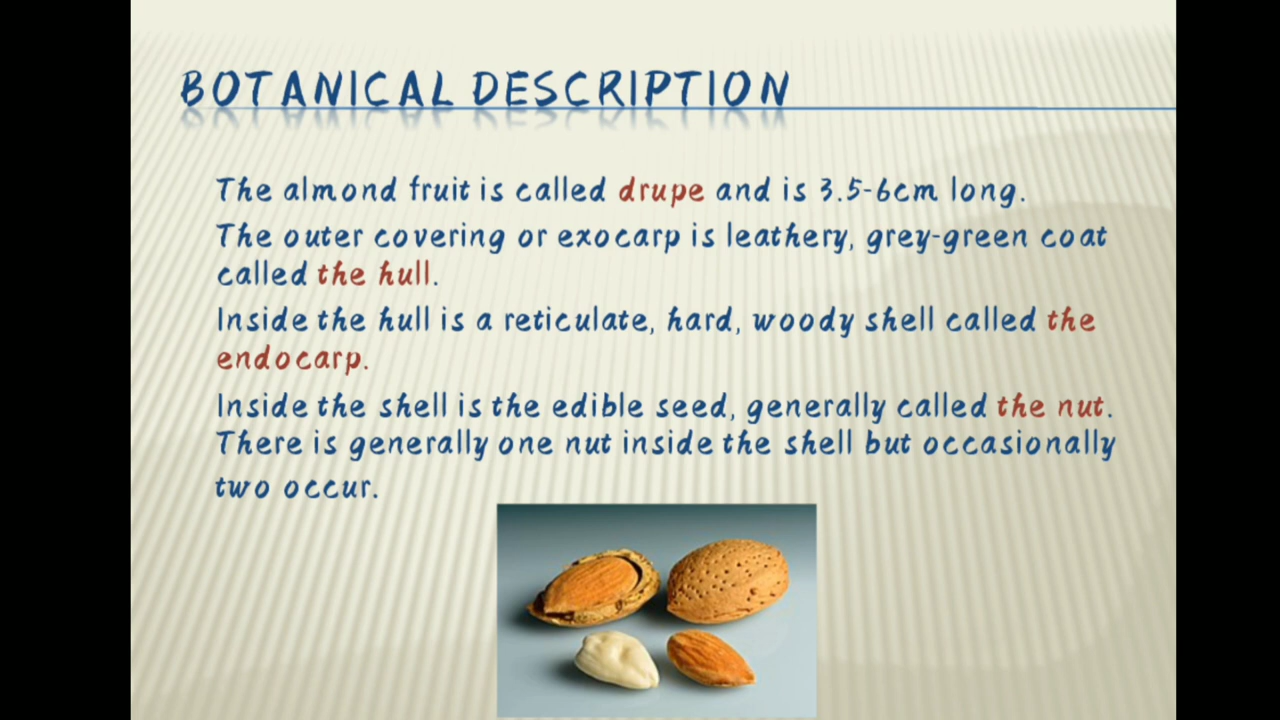 BOTANICAL DESCRIPTION
The almond fruit is called drupe and is 3.5-6cm long.
The outer covering or exocarp is leathery, grey-green coat
called the hull.
Inside the hull is a reticulate, hard, woody shell called the
endocarp.
Inside the shell is the edible seed, generally called the nut.
There is generally one nut inside the shell but occasionally
two occur.